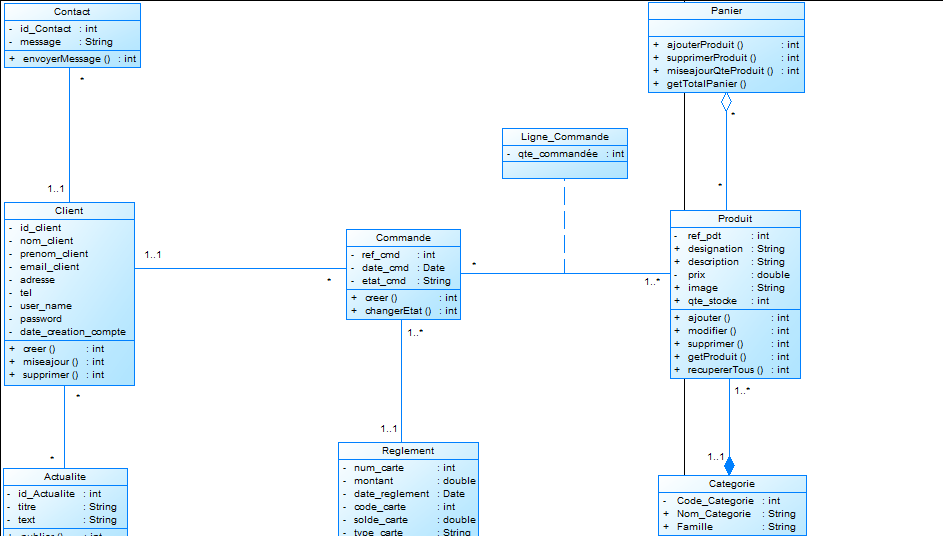 Contact
- id_Contact : int
- message : String
+ envoyerMessage () : int
*
1..1
Panier
+ ajouterProduit () : int
+ supprimerProduit () : int
+ miseajourQteProduit () : int
+ getTotalPanier ()
*
*
Ligne_Commande
- qte_commandée : int
Client
- id_client
- nom_client
- prenom_client
- email_client
- adresse
- tel
- user_name
- password
- date_creation_compte
+ creer () : int
+ miseajour () : int
+ supprimer () : int
1..1
*
Commande
- ref_cmd : int
- date_cmd : Date
- etat_cmd : String
+ creer () : int
+ changerEtat () : int
*
1..*
Produit
- ref_pdt : int
+ designation : String
+ description : String
- prix : double
+ image : String
+ qte_stocke : int
+ ajouter () : int
+ modifier () : int
+ supprimer () : int
+ getProduit () : int
+ recupererTous () : int
*
*
1..*
1..1
1..*
1..1
Actualite
- id_Actualite : int
- titre : String
- text : String
+ publier () : int
Reglement
- num_carte : int
- montant : double
- date_reglement : Date
- code_carte : int
- solde_carte : double
- type_carte : String
Categorie
- Code_Categorie : int
+ Nom_Categorie : String
+ Famille : String